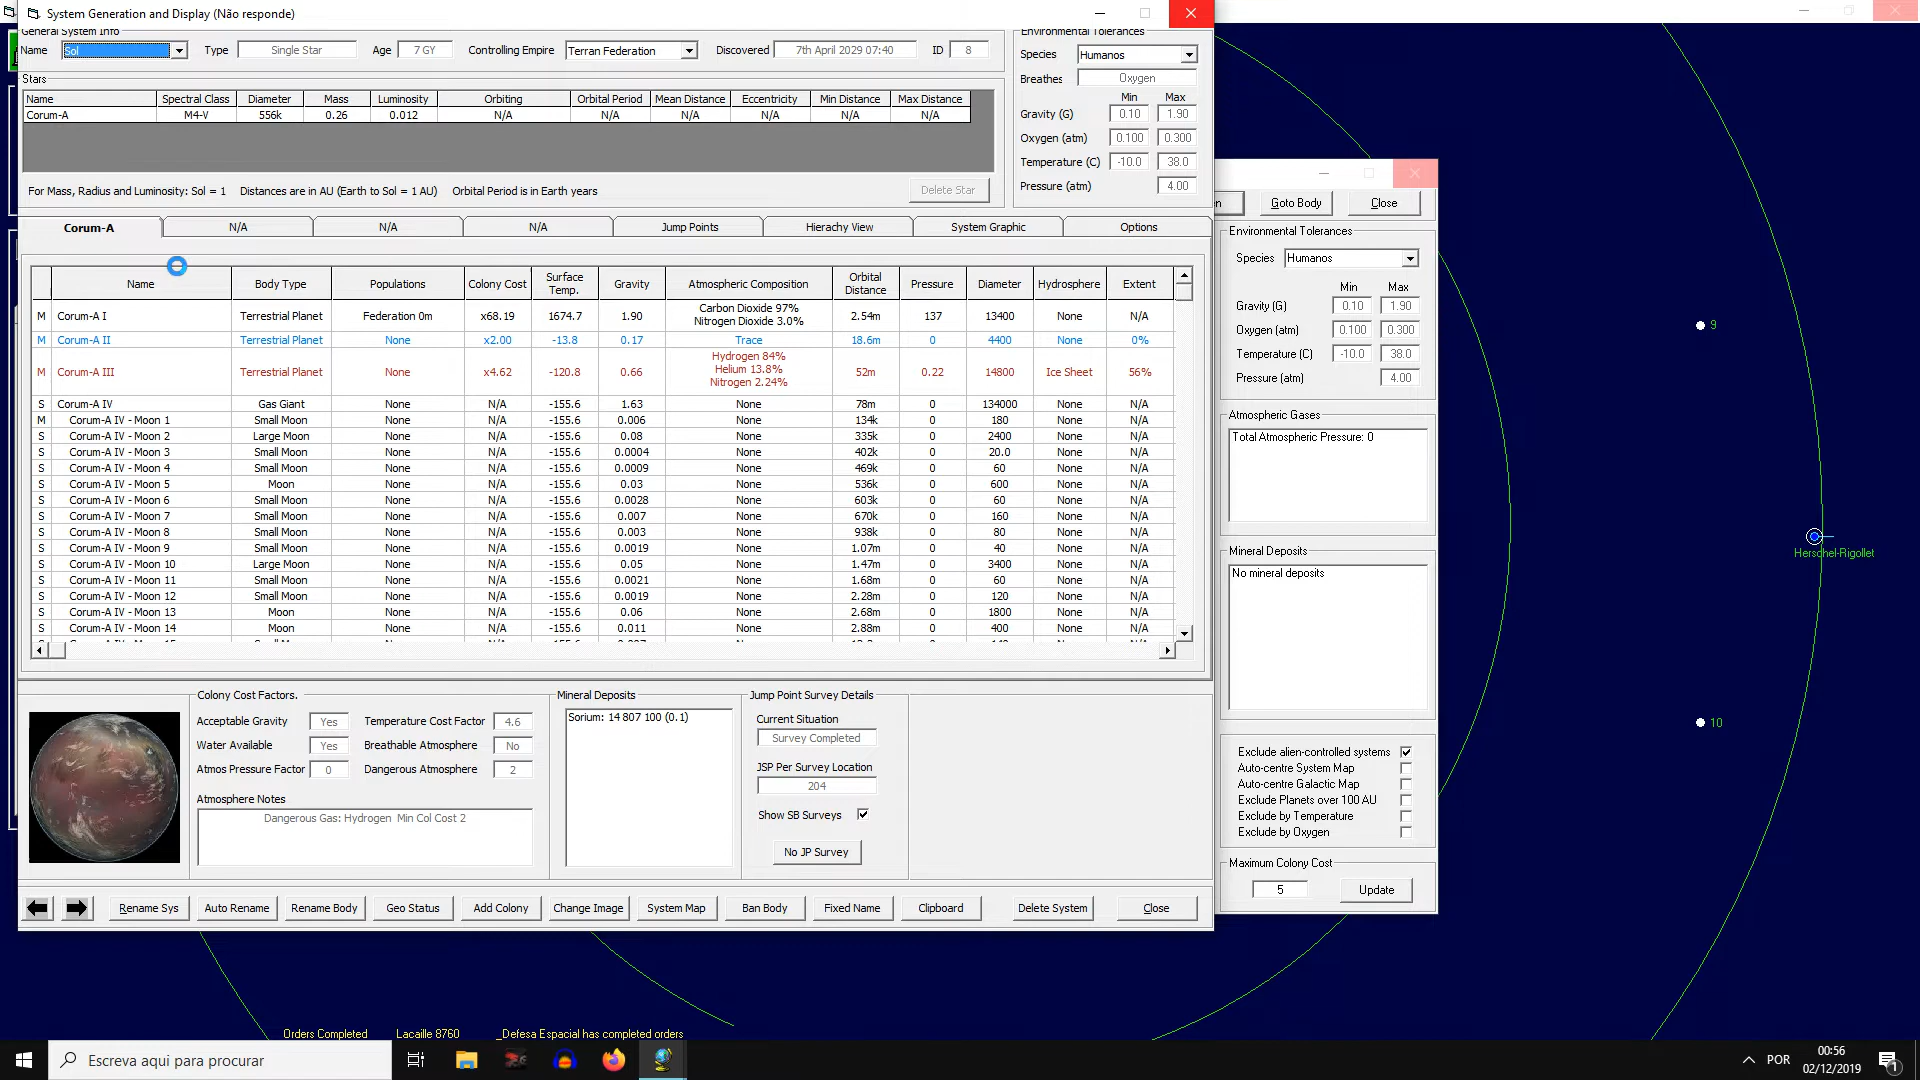 System Generation and Display (Não responde)
General System Info
Name Sol Type Single Star Age 7 GY Controlling Empire Terran Federation Discovered 7th April 2029 07:40 ID 8
Stars
Name Spectral Class Diameter Mass Luminosity Orbiting Orbital Period Mean Distance Eccentricity Min Distance Max Distance
Corum-A M4-V 556k 0.26 0.012 N/A N/A N/A N/A N/A N/A
For Mass, Radius and Luminosity: Sol = 1 Distances are in AU (Earth to Sol = 1 AU) Orbital Period is in Earth years Delete Star
Environmental Tolerances
Species Humanos
Breathes Oxygen
Min Max
Gravity (G) 0.10 1.90
Oxygen (atm) 0.100 0.300
Temperature (C) -10.0 38.0
Pressure (atm) 4.00
Corum-A N/A N/A N/A Jump Points Hierachy View System Graphic Options
Name Body Type Populations Colony Cost Surface Temp. Gravity Atmospheric Composition Orbital Distance Pressure Diameter Hydrosphere Extent
M Corum-A I Terrestrial Planet Federation 0m x68.19 1674.7 1.90 Carbon Dioxide 97% Nitrogen Dioxide 3.0% 2.54m 137 13400 None N/A
M Corum-A II Terrestrial Planet None x2.00 -13.8 0.17 Trace 18.6m 0 4400 None 0%
M Corum-A III Terrestrial Planet None x4.62 -120.8 0.66 Hydrogen 84% Helium 13.8% Nitrogen 2.24% 52m 0.22 14800 Ice Sheet 56%
S Corum-A IV Gas Giant None N/A -155.6 1.63 None 78m 0 134000 None N/A
M Corum-A IV - Moon 1 Small Moon None N/A -155.6 0.006 None 134k 0 180 None N/A
S Corum-A IV - Moon 2 Large Moon None N/A -155.6 0.08 None 335k 0 2400 None N/A
S Corum-A IV - Moon 3 Small Moon None N/A -155.6 0.0004 None 402k 0 20.0 None N/A
S Corum-A IV - Moon 4 Small Moon None N/A -155.6 0.0009 None 469k 0 60 None N/A
S Corum-A IV - Moon 5 Moon None N/A -155.6 0.03 None 536k 0 600 None N/A
S Corum-A IV - Moon 6 Small Moon None N/A -155.6 0.0028 None 603k 0 60 None N/A
S Corum-A IV - Moon 7 Small Moon None N/A -155.6 0.007 None 670k 0 160 None N/A
S Corum-A IV - Moon 8 Small Moon None N/A -155.6 0.003 None 938k 0 80 None N/A
S Corum-A IV - Moon 9 Small Moon None N/A -155.6 0.0019 None 1.07m 0 40 None N/A
S Corum-A IV - Moon 10 Large Moon None N/A -155.6 0.05 None 1.47m 0 3400 None N/A
S Corum-A IV - Moon 11 Small Moon None N/A -155.6 0.0021 None 1.68m 0 60 None N/A
S Corum-A IV - Moon 12 Small Moon None N/A -155.6 0.0019 None 2.28m 0 120 None N/A
S Corum-A IV - Moon 13 Moon None N/A -155.6 0.06 None 2.68m 0 1800 None N/A
S Corum-A IV - Moon 14 Moon None N/A -155.6 0.011 None 2.88m 0 400 None N/A
Colony Cost Factors.
Acceptable Gravity Yes Temperature Cost Factor 4.6
Water Available Yes Breathable Atmosphere No
Atmos Pressure Factor 0 Dangerous Atmosphere 2
Atmosphere Notes
Dangerous Gas: Hydrogen Min Col Cost 2
Mineral Deposits
Sorium: 14 807 100 (0.1)
Jump Point Survey Details
Current Situation
Survey Completed
JSP Per Survey Location
204
Show SB Surveys
No JP Survey
Rename Sys Auto Rename Rename Body Geo Status Add Colony Change Image System Map Ban Body Fixed Name Clipboard Delete System Close
n Goto Body Close
Environmental Tolerances
Species Humanos
Min Max
Gravity (G) 0.10 1.90
Oxygen (atm) 0.100 0.300
Temperature (C) -10.0 38.0
Pressure (atm) 4.00
Atmospheric Gases
Total Atmospheric Pressure: 0
Mineral Deposits
No mineral deposits
Exclude alien-controlled systems
Auto-centre System Map
Auto-centre Galactic Map
Exclude Planets over 100 AU
Exclude by Temperature
Exclude by Oxygen
Maximum Colony Cost
5 Update
9
Herschel-Rigollet
10
Orders Completed Lacaille 8760 _Defesa Espacial has completed orders
Escreva aqui para procurar
POR
00:56
02/12/2019
1